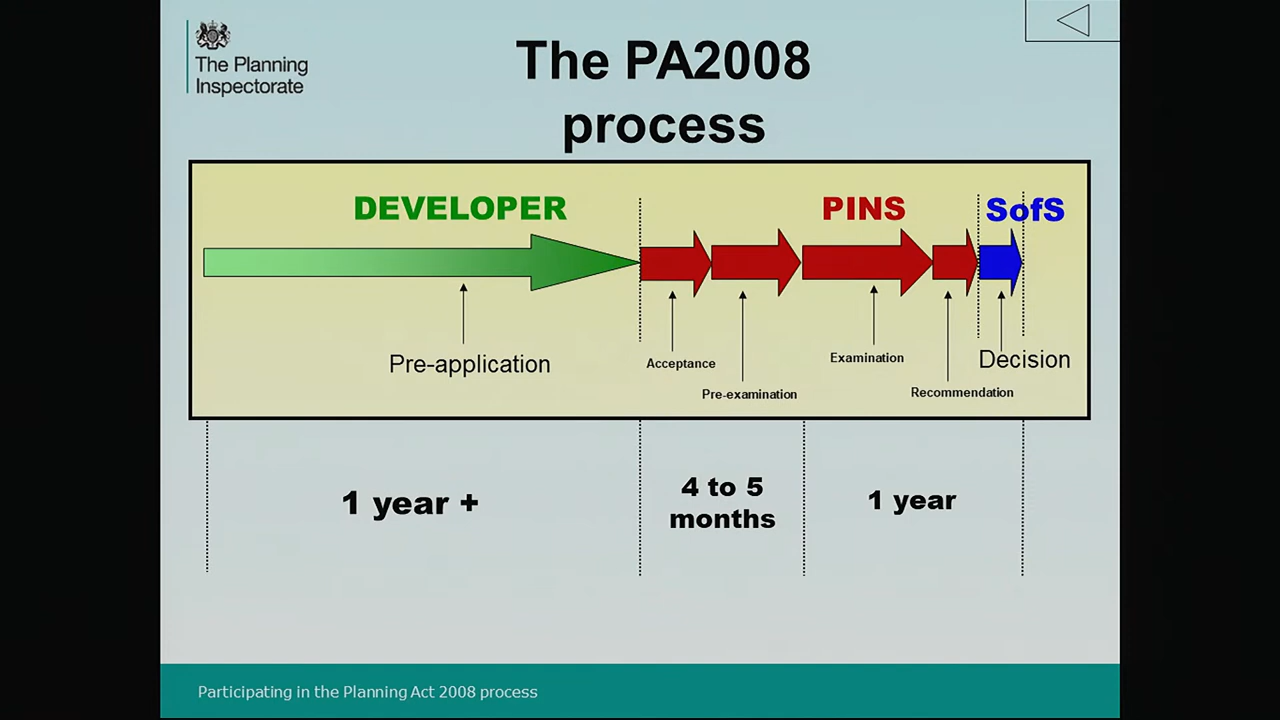 The Planning
Inspectorate
The PA2008
process
DEVELOPER
PINS
SofS
Pre-application
Acceptance
Pre-examination
Examination
Recommendation
Decision
1 year +
4 to 5
months
1 year
Participating in the Planning Act 2008 process